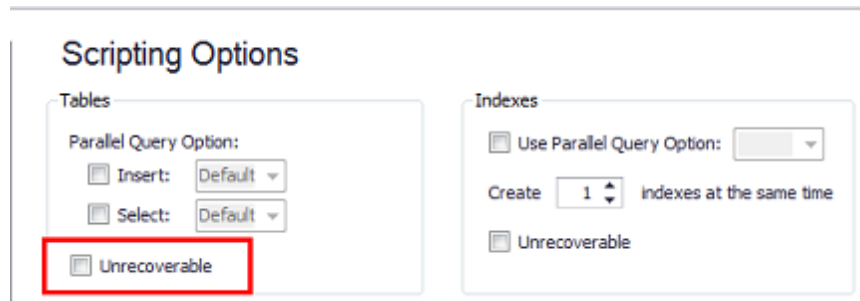 Scripting Options
Tables
Parallel Query Option:
Insert: Default
Select: Default
Unrecoverable
Indexes
Use Parallel Query Option:
Create 1 indexes at the same time
Unrecoverable